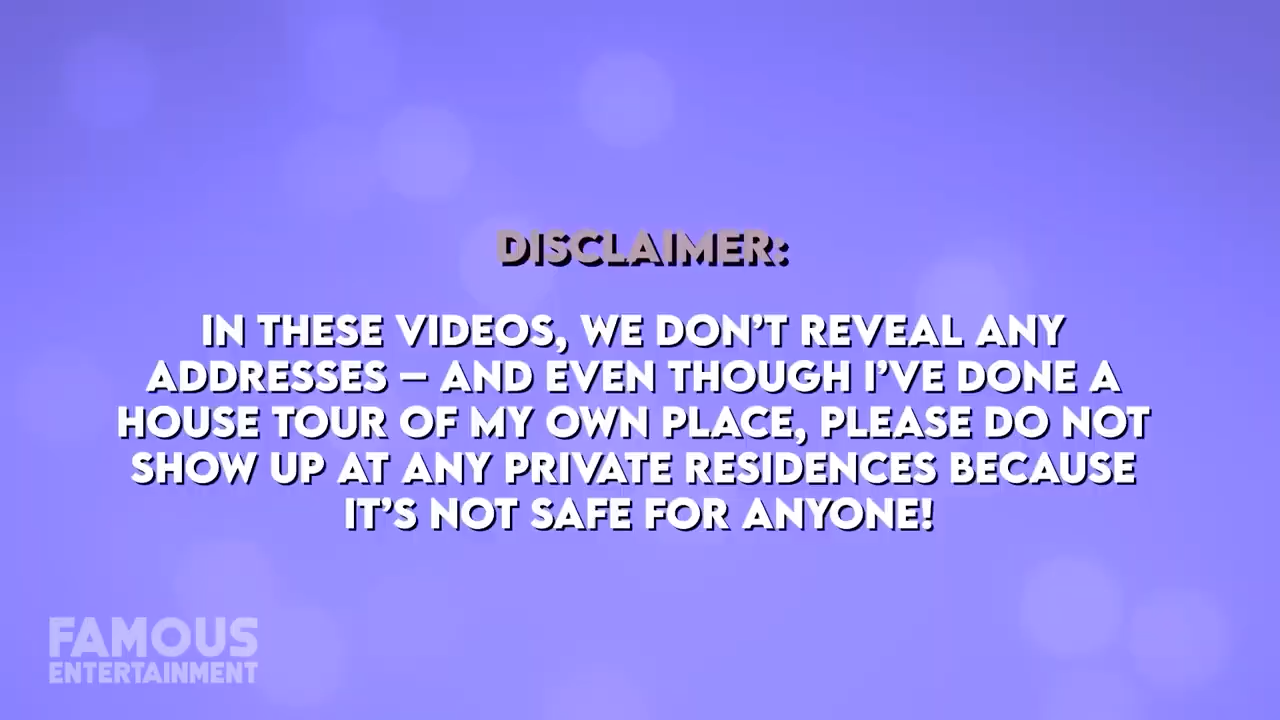 DISCLAIMER:
IN THESE VIDEOS, WE DON'T REVEAL ANY
ADDRESSES – AND EVEN THOUGH I'VE DONE A
HOUSE TOUR OF MY OWN PLACE, PLEASE DO NOT
SHOW UP AT ANY PRIVATE RESIDENCES BECAUSE
IT'S NOT SAFE FOR ANYONE!
FAMOUS
ENTERTAINMENT